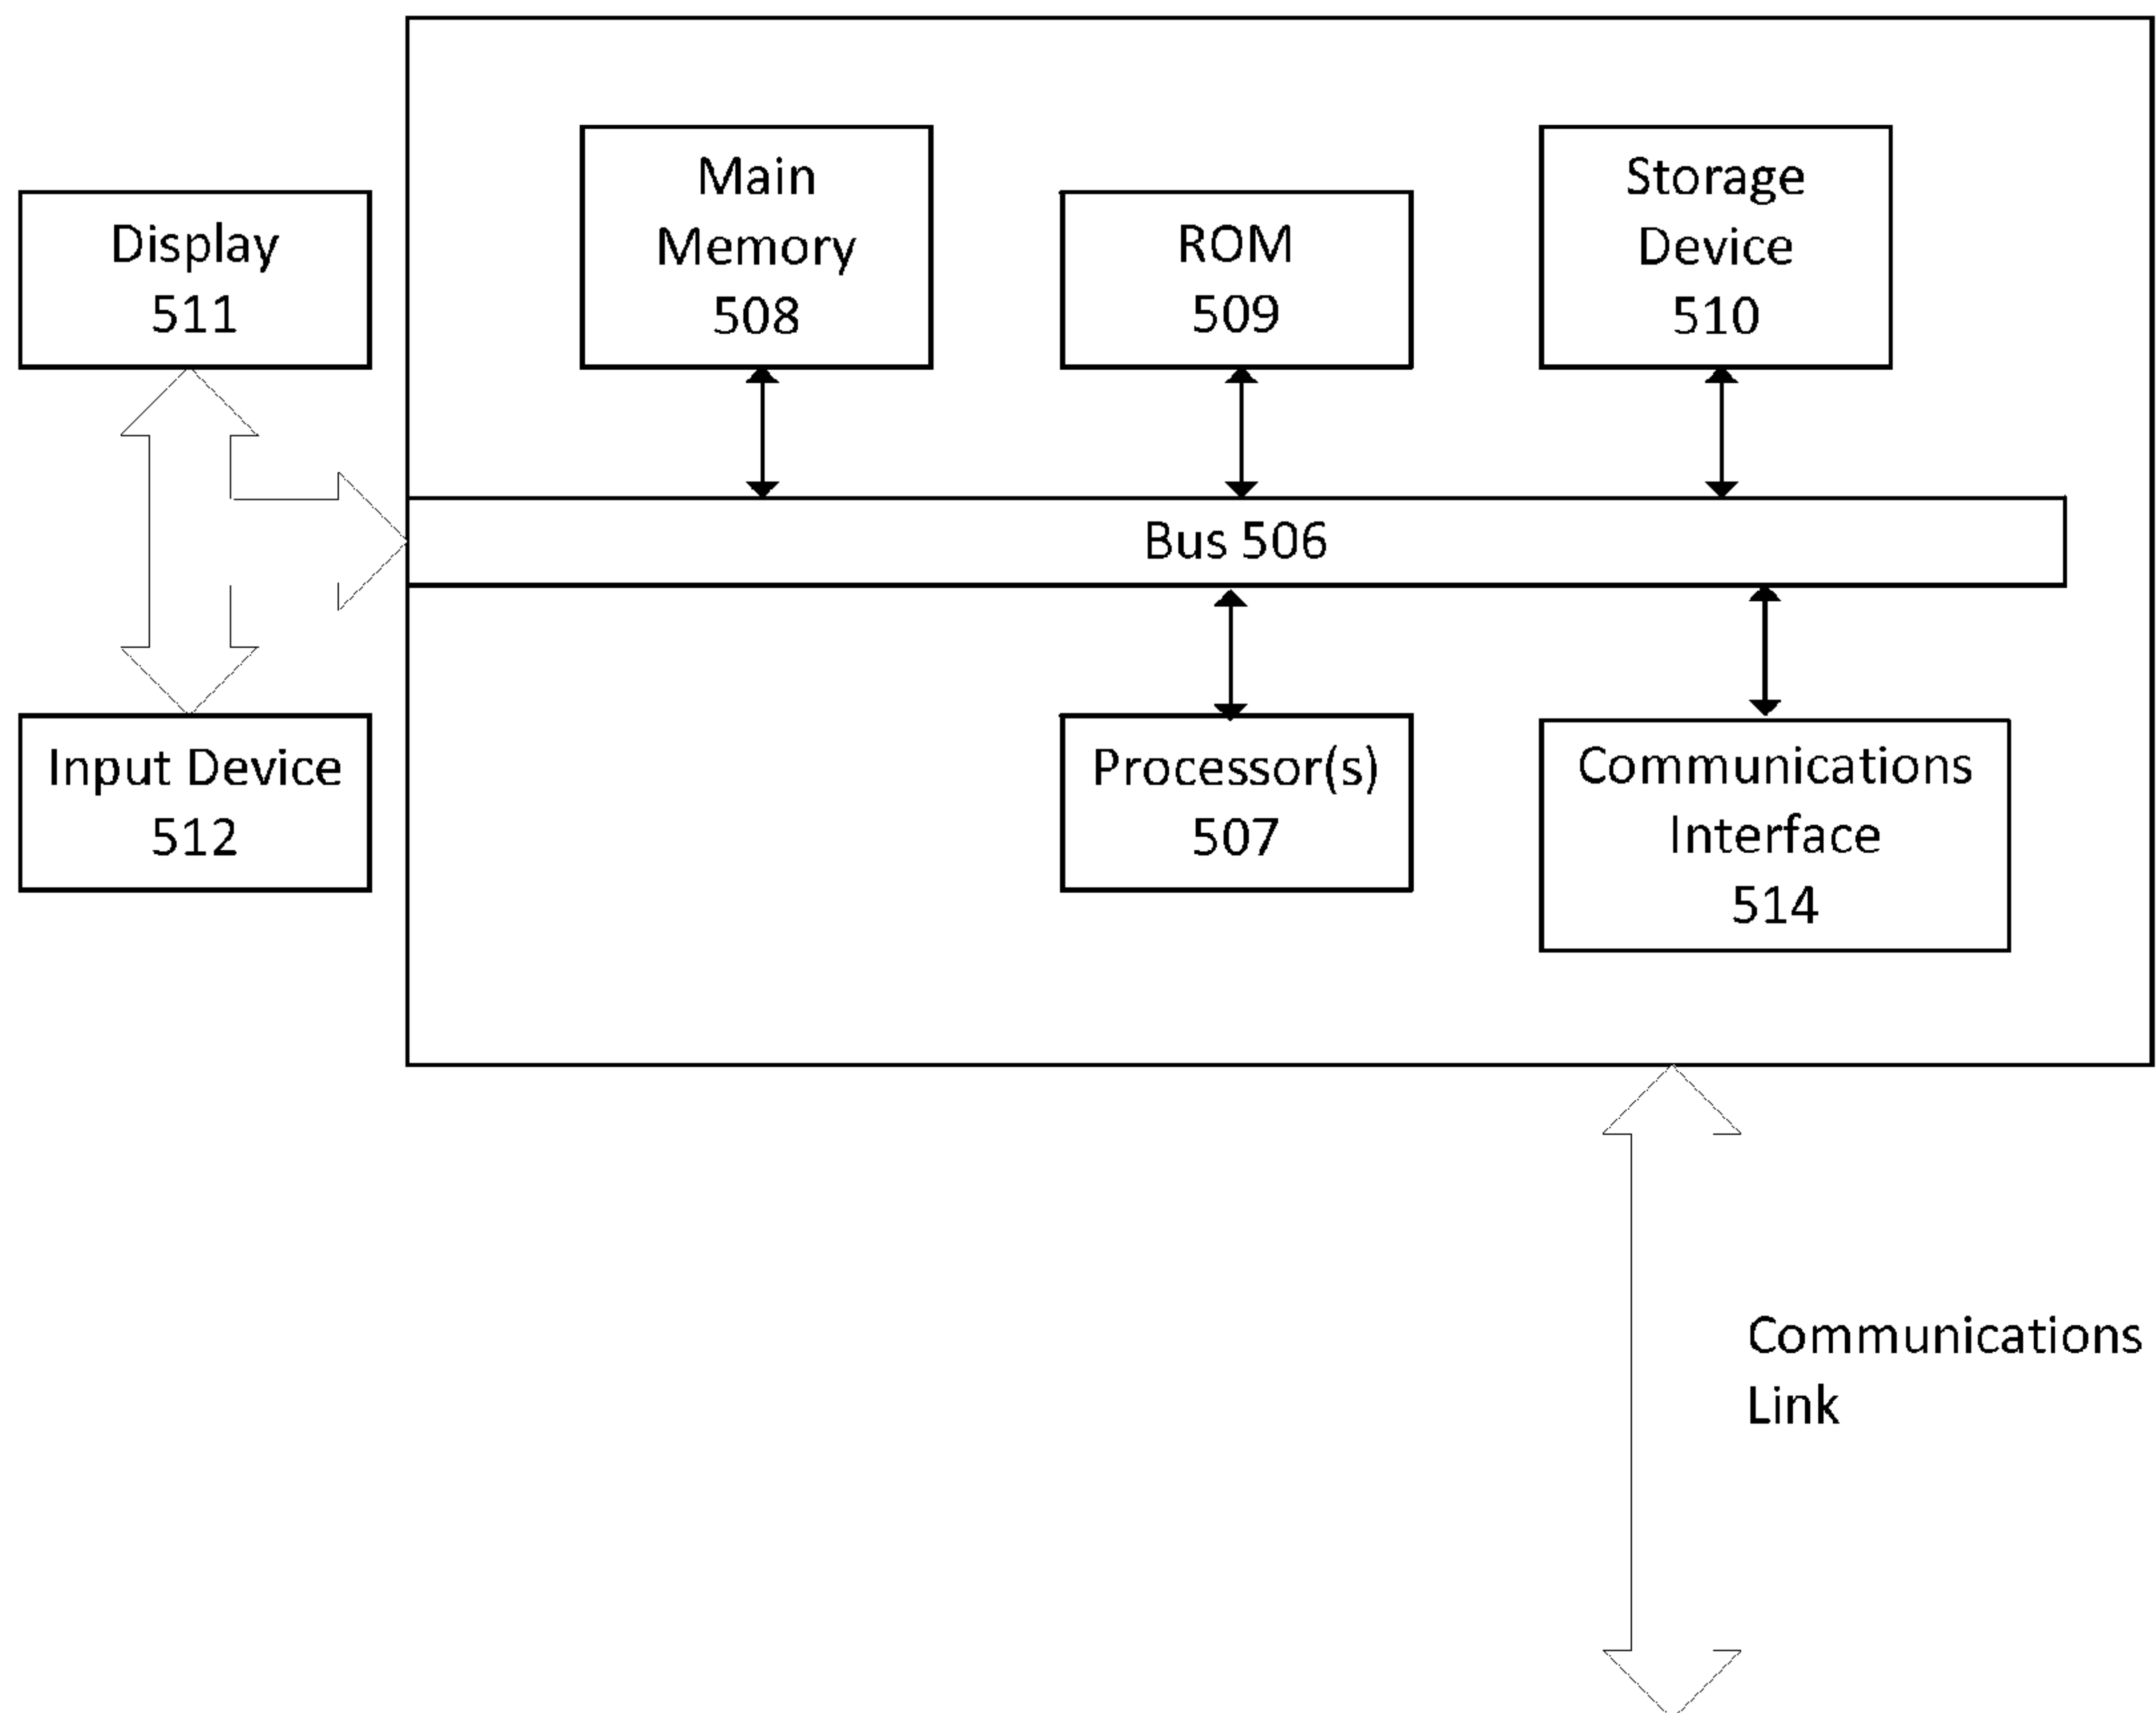 Display
511
Main
Memory
508
ROM
509
Storage
Device
510
Bus 506
Input Device
512
Processor(s)
507
Communications
Interface
514
Communications
Link